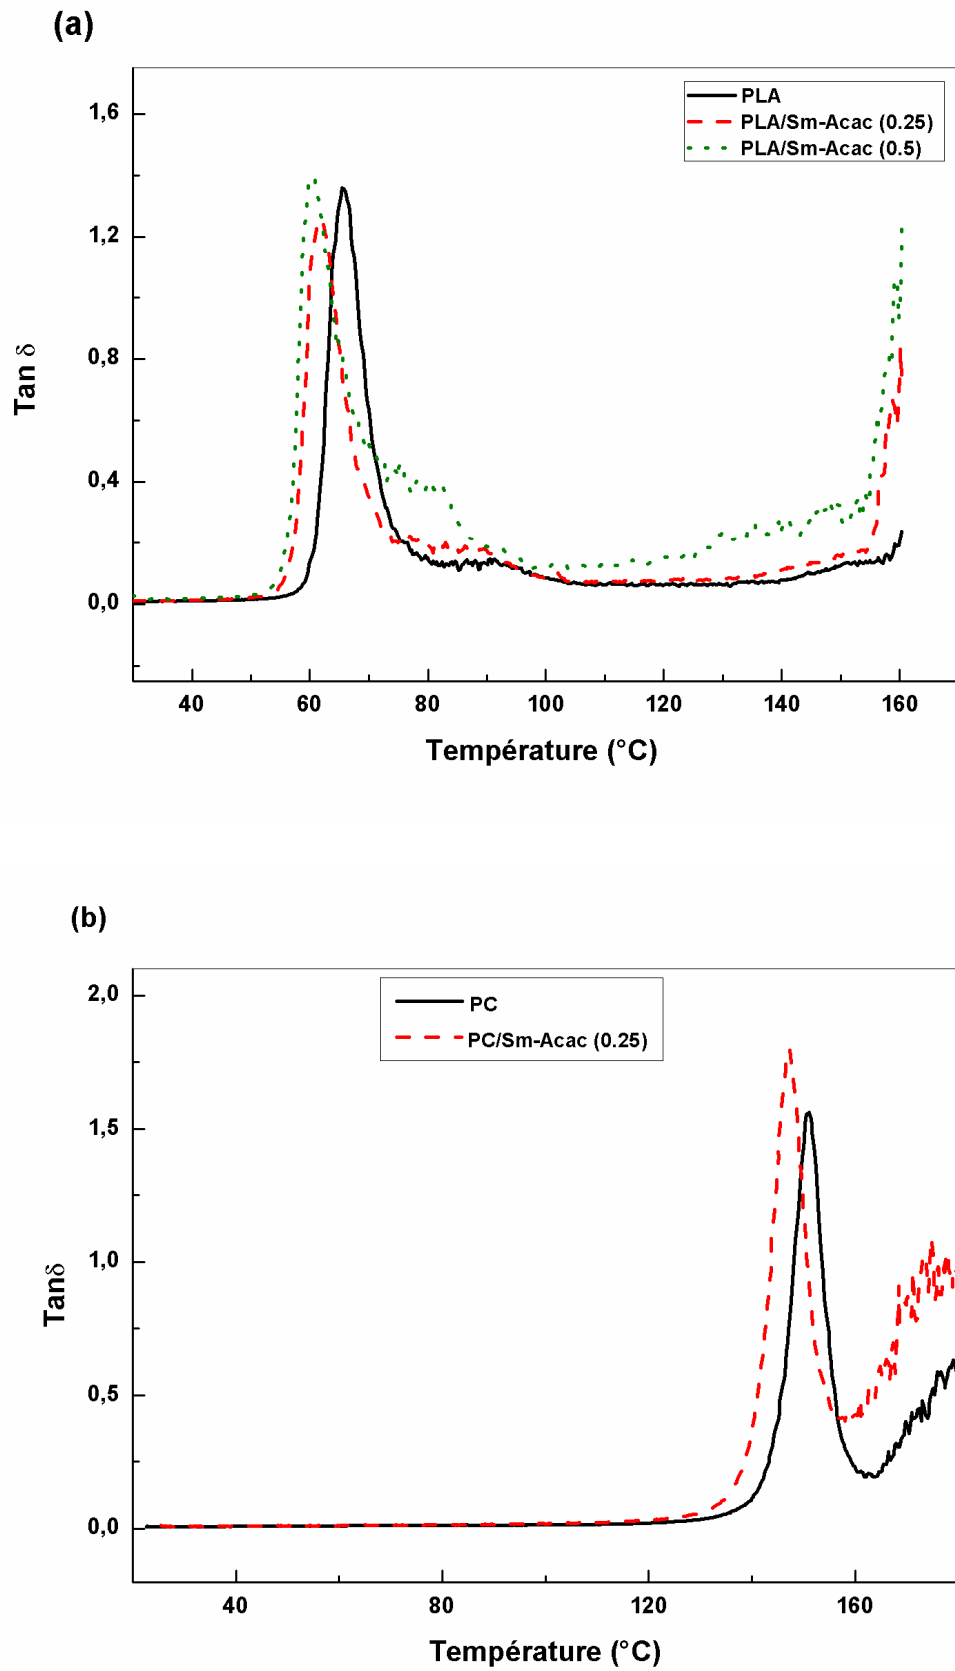 (a)
PLA
PLA/Sm-Acac (0.25)
PLA/Sm-Acac (0.5)
1,6
1,2
0,8
0,4
0,0
Tan δ
40 60 80 100 120 140 160
Température (°C)
(b)
PC
PC/Sm-Acac (0.25)
2,0
1,5
1,0
0,5
0,0
Tanδ
40 80 120 160
Température (°C)